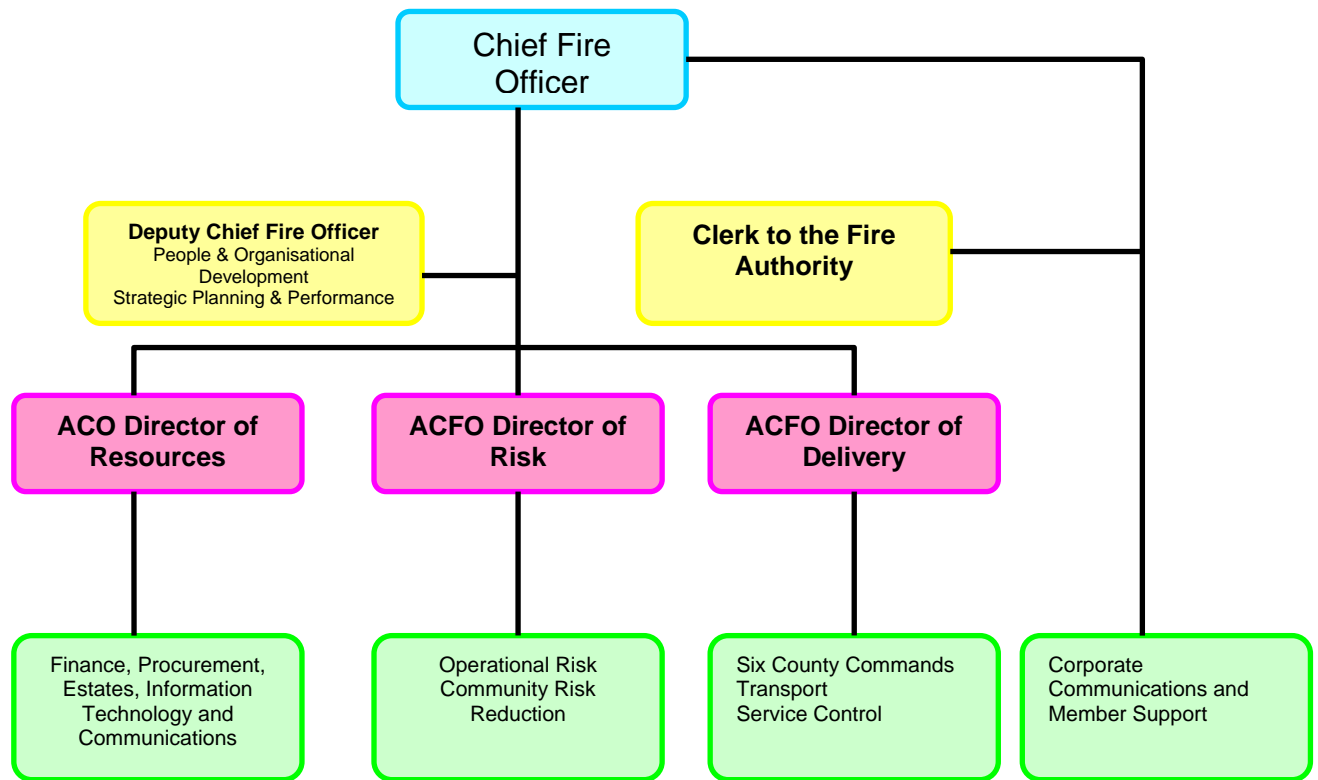 Chief Fire
Officer
Deputy Chief Fire Officer
People & Organisational
Development
Strategic Planning & Performance
Clerk to the Fire
Authority
ACO Director of
Resources
ACFO Director of
Risk
ACFO Director of
Delivery
Finance, Procurement,
Estates, Information
Technology and
Communications
Operational Risk
Community Risk
Reduction
Six County Commands
Transport
Service Control
Corporate
Communications and
Member Support